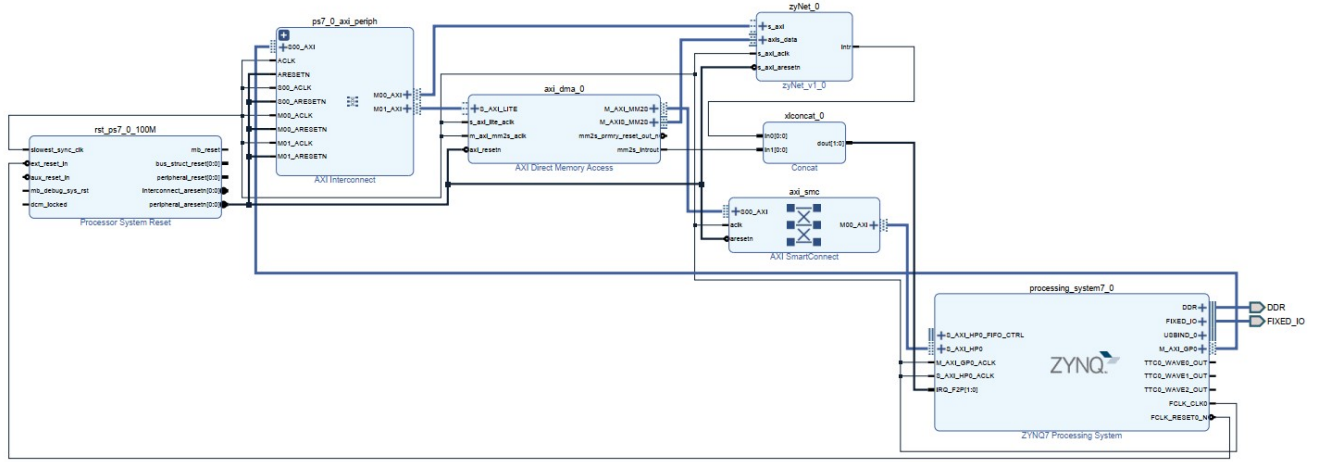 ps7_0_axi_periph
S00_AXI
ACLK
ARESETN
S00_ACLK
S00_ARESETN
M00_ACLK
M00_ARESETN
M01_ACLK
M01_ARESETN
M00_AXI
M01_AXI
AXI Interconnect
rst_ps7_0_100M
slowest_sync_clk
ext_reset_in
aux_reset_in
mb_debug_sys_rst
dcm_locked
mb_reset
bus_struct_reset[0:0]
peripheral_reset[0:0]
interconnect_aresetn[0:0]
peripheral_aresetn[0:0]
Processor System Reset
axi_dma_0
S_AXI_LITE
s_axi_lite_aclk
m_axi_mm2s_aclk
axi_resetn
M_AXI_MM2S
M_AXIS_MM2S
mm2s_prmry_reset_out_n
mm2s_introut
AXI Direct Memory Access
zyNet_0
s_axi
axis_data
s_axi_aclk
s_axi_aresetn
intr
zyNet_v1_0
xlconcat_0
In0[0:0]
In1[0:0]
dout[1:0]
Concat
axi_smc
S00_AXI
aclk
aresetn
M00_AXI
AXI SmartConnect
processing_system7_0
S_AXI_HP0_FIFO_CTRL
S_AXI_HP0
M_AXI_GP0_ACLK
S_AXI_HP0_ACLK
IRQ_F2P[1:0]
ZYNQ
DDR
FIXED_IO
USBIND_0
M_AXI_GP0
TTC0_WAVE0_OUT
TTC0_WAVE1_OUT
TTC0_WAVE2_OUT
FCLK_CLK0
FCLK_RESET0_N
ZYNQ7 Processing System
DDR
FIXED_IO